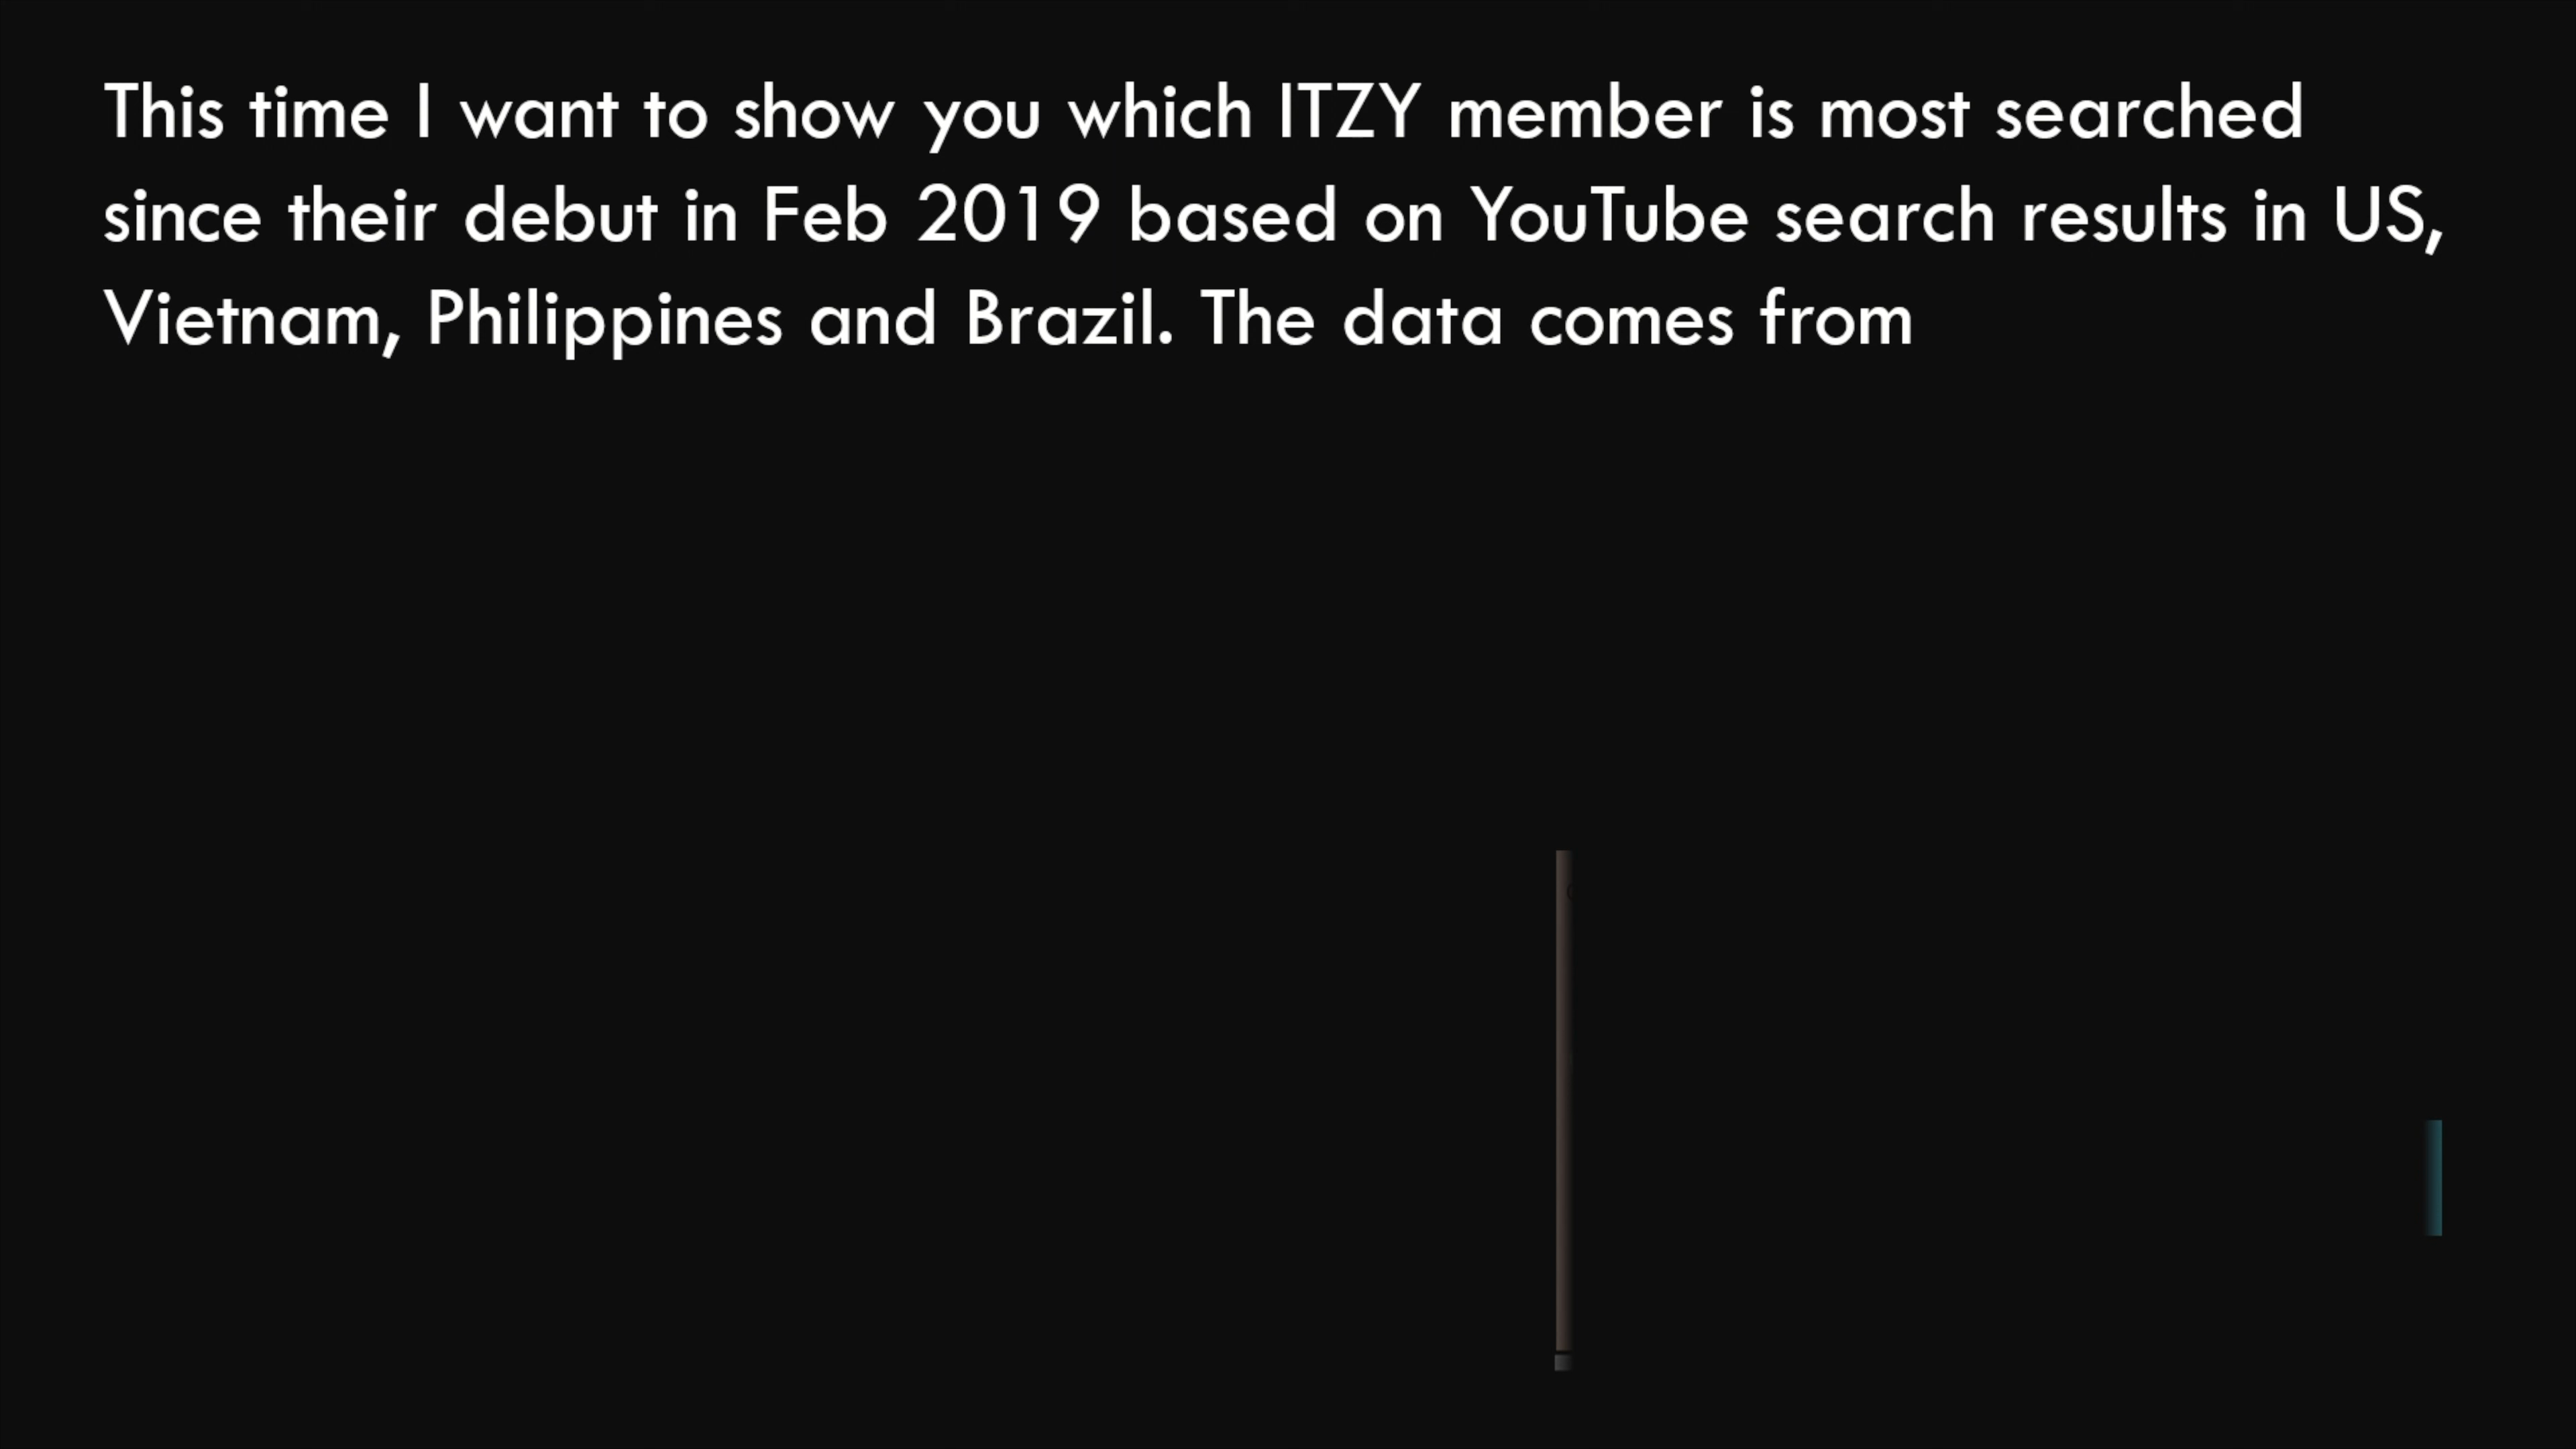 This time I want to show you which ITZY member is most searched
since their debut in Feb 2019 based on YouTube search results in US,
Vietnam, Philippines and Brazil. The data comes from